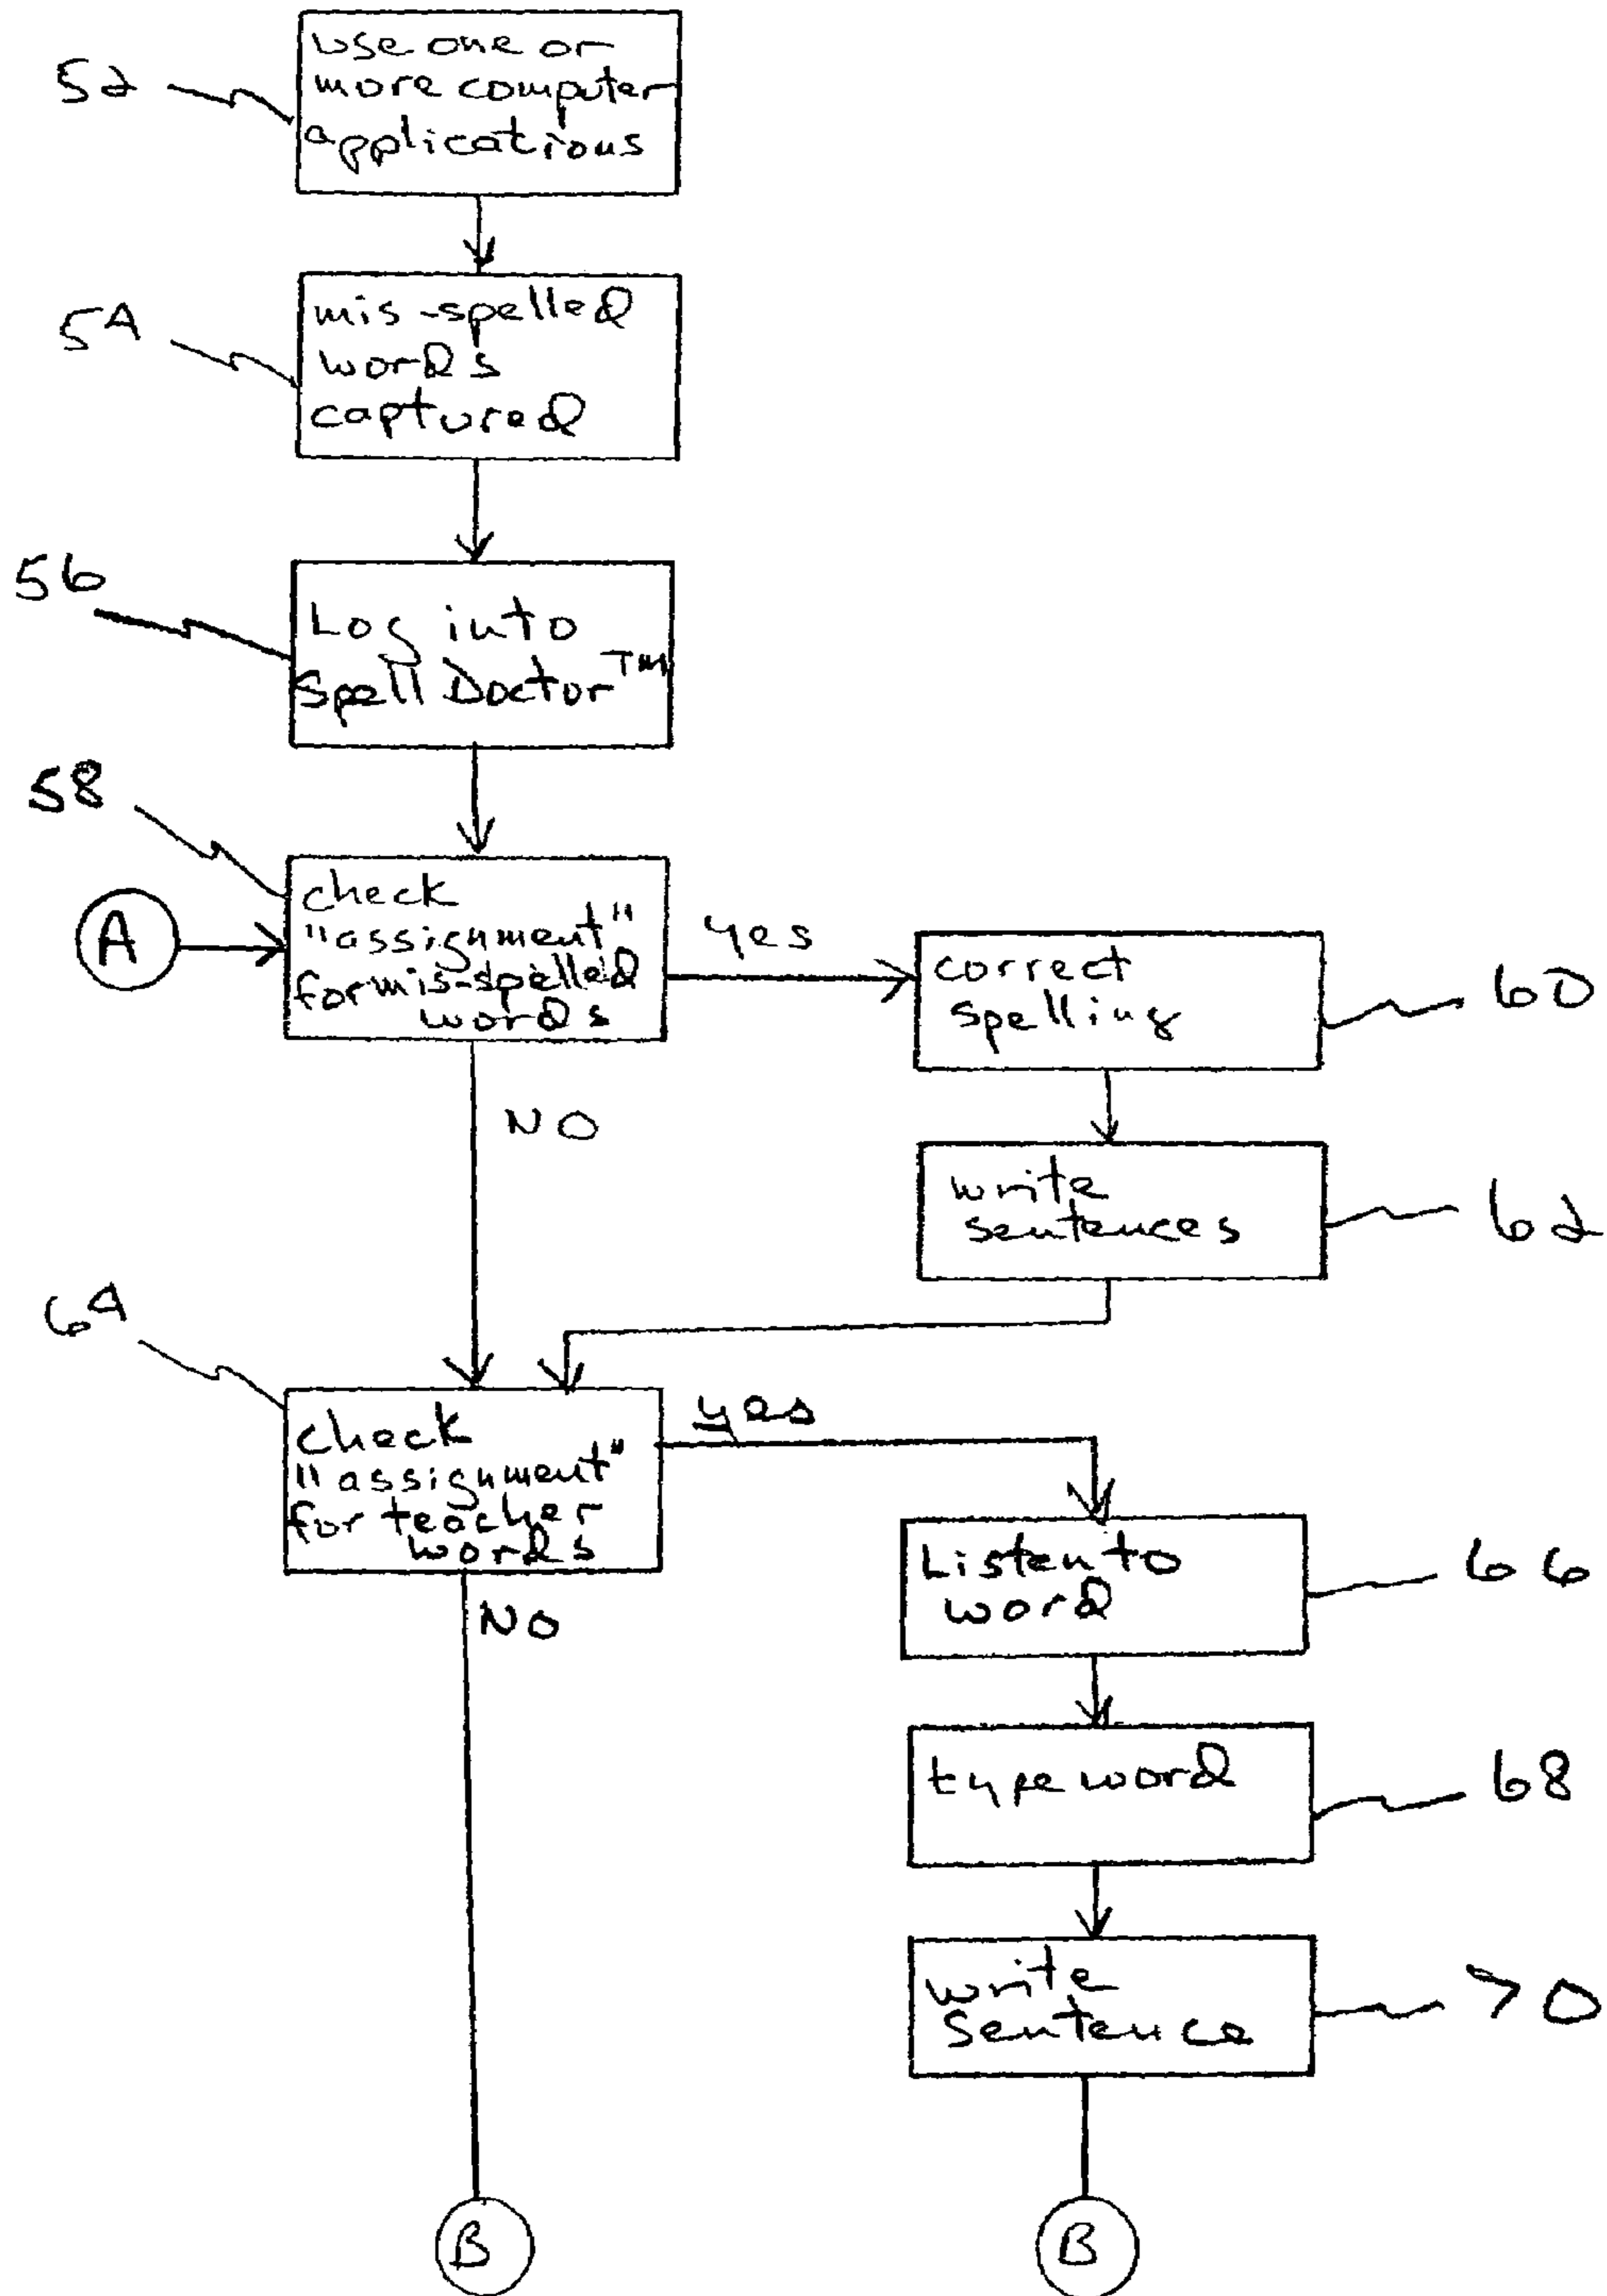 52
use one or
more computer
applications
54
mis-spelled
words
captured
56
Log into
Spell Doctor™
58
A
check
"assignment"
for mis-spelled
words
yes
correct
spelling
60
NO
write
sentences
62
64
check
"assignment"
for teacher
words
yes
Listen to
word
66
NO
type word
68
write
sentence
70
B
B